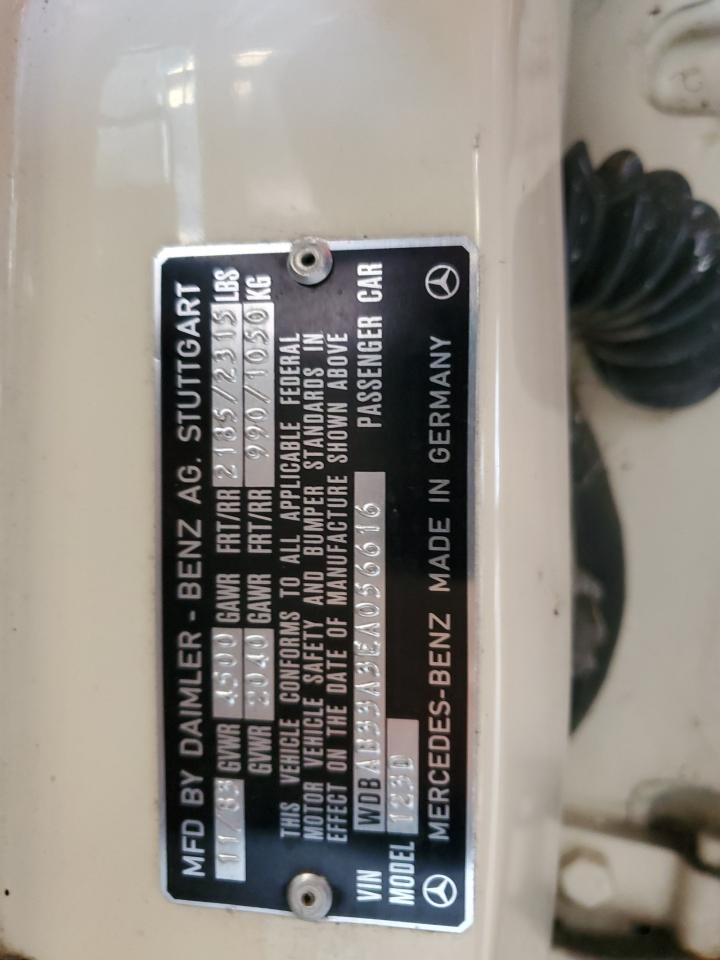 MFD BY DAIMLER - BENZ AG. STUTTGART
11/83 GVWR 4500 GAWR FRT/RR 2185/2315 LBS
GVWR 2040 GAWR FRT/RR 990/1050 KG
THIS VEHICLE CONFORMS TO ALL APPLICABLE FEDERAL
MOTOR VEHICLE SAFETY AND BUMPER STANDARDS IN
EFFECT ON THE DATE OF MANUFACTURE SHOWN ABOVE
VIN WDBAB33A3EA056616 PASSENGER CAR
MODEL 123D
MERCEDES-BENZ MADE IN GERMANY